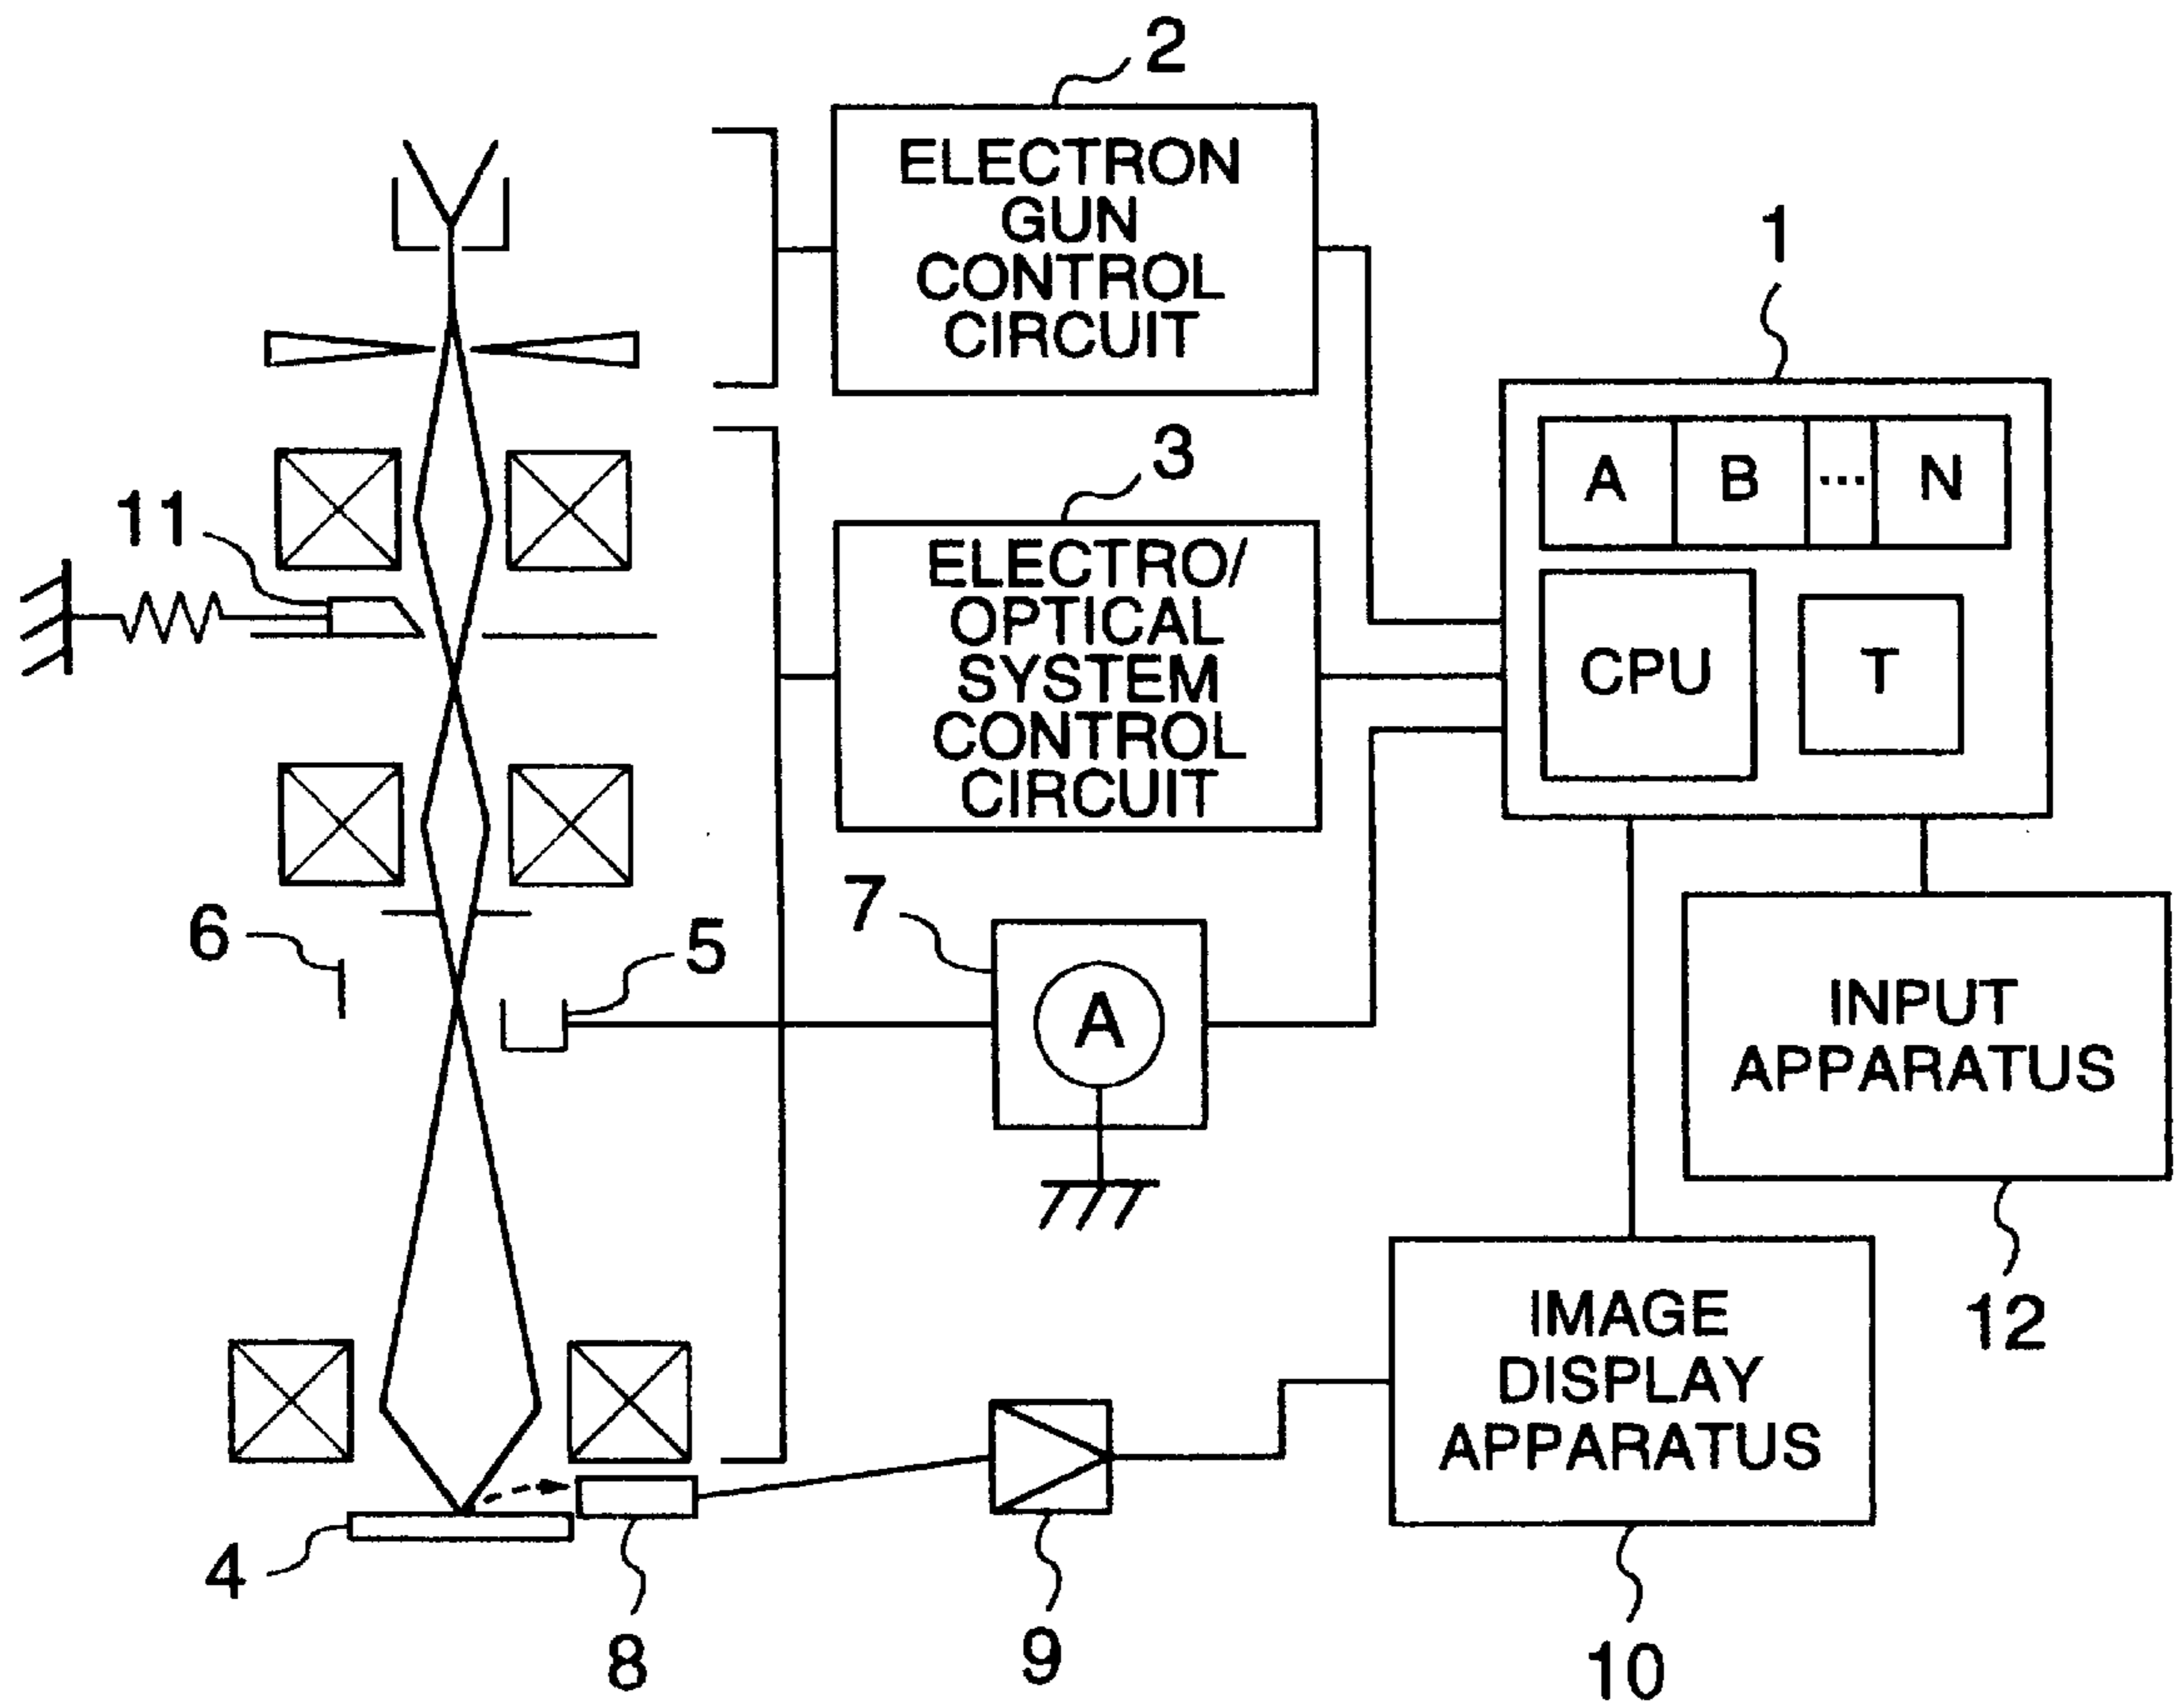 2
ELECTRON
GUN
CONTROL
CIRCUIT
1
A B ... N
CPU
T
3
ELECTRO/
OPTICAL
SYSTEM
CONTROL
CIRCUIT
11
6
5
7
A
INPUT
APPARATUS
12
IMAGE
DISPLAY
APPARATUS
4
8
9
10